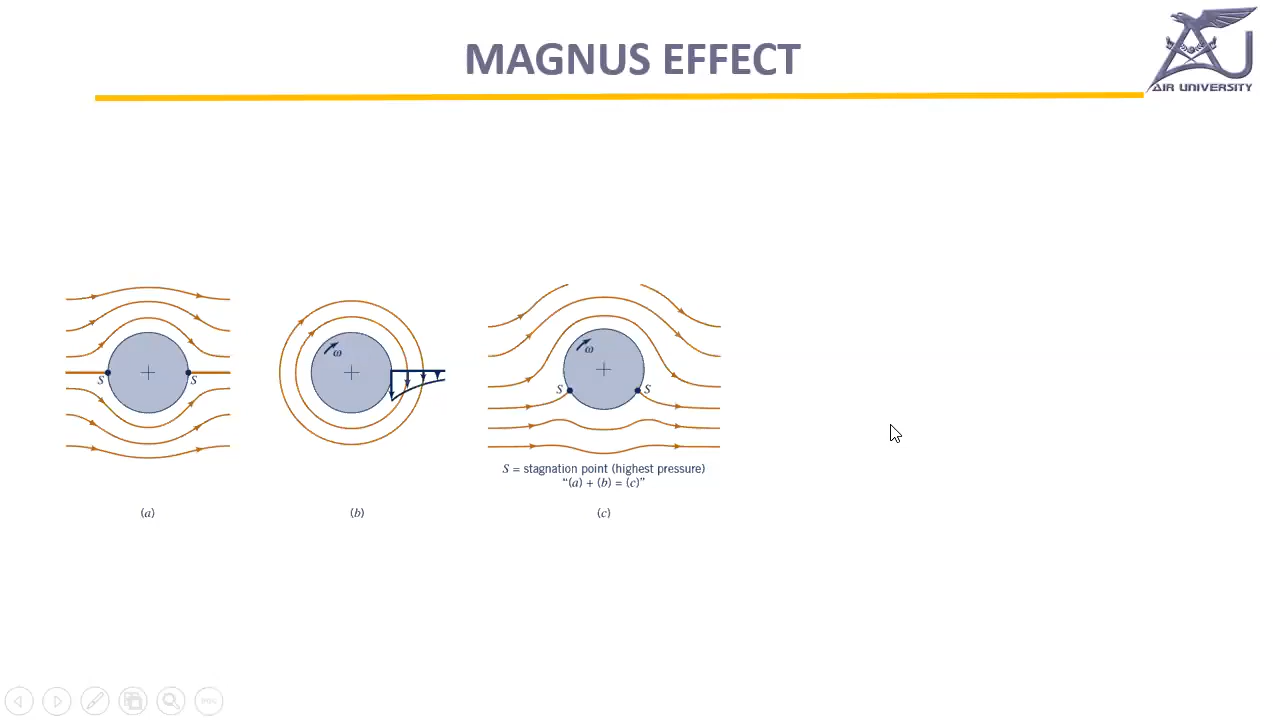 MAGNUS EFFECT
AIR UNIVERSITY
S S
ω
ω
S S
S = stagnation point (highest pressure)
“(a) + (b) = (c)”
(a) (b) (c)